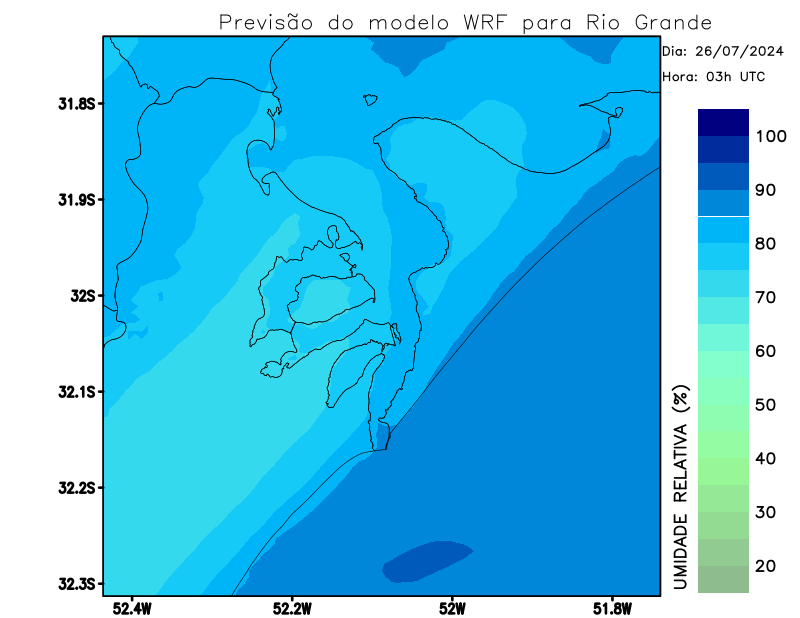 Previsão do modelo WRF para Rio Grande
Dia: 26/07/2024
Hora: 03h UTC
31.8S
31.9S
32S
32.1S
32.2S
32.3S
52.4W
52.2W
52W
51.8W
UMIDADE RELATIVA (%)
100
90
80
70
60
50
40
30
20